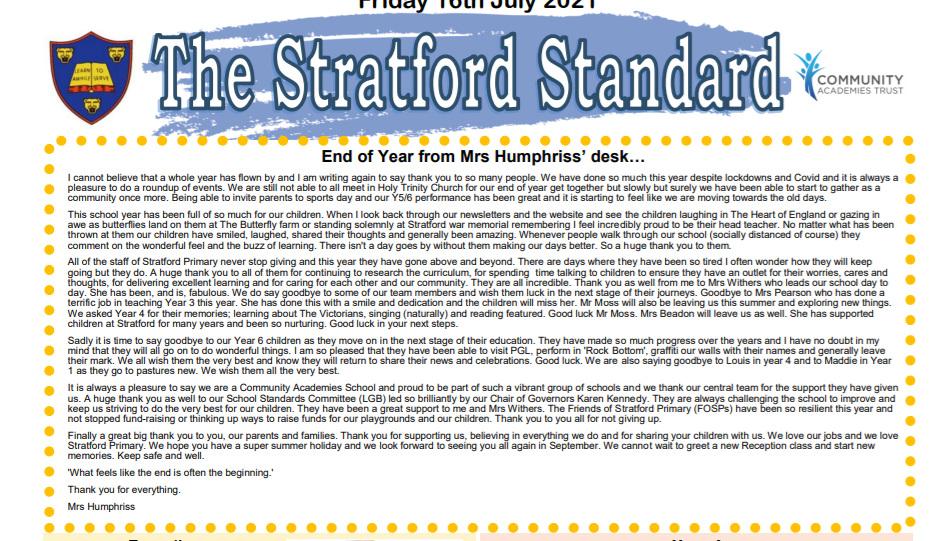 Friday 16th July 2021
The Stratford Standard
LEARN TO
AWHILE SERVE
COMMUNITY
ACADEMIES TRUST
End of Year from Mrs Humphriss' desk…
I cannot believe that a whole year has flown by and I am writing again to say thank you to so many people. We have done so much this year despite lockdowns and Covid and it is always a
pleasure to do a roundup of events. We are still not able to all meet in Holy Trinity Church for our end of year get together but slowly but surely we have been able to start to gather as a
community once more. Being able to invite parents to sports day and our Y5/6 performance has been great and it is starting to feel like we are moving towards the old days.
This school year has been full of so much for our children. When I look back through our newsletters and the website and see the children laughing in The Heart of England or gazing in
awe as butterflies land on them at The Butterfly farm or standing solemnly at Stratford war memorial remembering I feel incredibly proud to be their head teacher. No matter what has been
thrown at them our children have smiled, laughed, shared their thoughts and generally been amazing. Whenever people walk through our school (socially distanced of course) they
comment on the wonderful feel and the buzz of learning. There isn't a day goes by without them making our days better. So a huge thank you to them.
All of the staff of Stratford Primary never stop giving and this year they have gone above and beyond. There are days where they have been so tired I often wonder how they will keep
going but they do. A huge thank you to all of them for continuing to research the curriculum, for spending time talking to children to ensure they have an outlet for their worries, cares and
thoughts, for delivering excellent learning and for caring for each other and our community. They are all incredible. Thank you as well from me to Mrs Withers who leads our school day to
day. She has been, and is, fabulous. We do say goodbye to some of our team members and wish them luck in the next stage of their journeys. Goodbye to Mrs Pearson who has done a
terrific job in teaching Year 3 this year. She has done this with a smile and dedication and the children will miss her. Mr Moss will also be leaving us this summer and exploring new things.
We asked Year 4 for their memories; learning about The Victorians, singing (naturally) and reading featured. Good luck Mr Moss. Mrs Beadon will leave us as well. She has supported
children at Stratford for many years and been so nurturing. Good luck in your next steps.
Sadly it is time to say goodbye to our Year 6 children as they move on in the next stage of their education. They have made so much progress over the years and I have no doubt in my
mind that they will all go on to do wonderful things. I am so pleased that they have been able to visit PGL, perform in 'Rock Bottom', graffiti our walls with their names and generally leave
their mark. We all wish them the very best and know they will return to share their news and celebrations. Good luck. We are also saying goodbye to Louis in year 4 and to Maddie in Year
1 as they go to pastures new. We wish them all the very best.
It is always a pleasure to say we are a Community Academies School and proud to be part of such a vibrant group of schools and we thank our central team for the support they have given
us. A huge thank you as well to our School Standards Committee (LGB) led so brilliantly by our Chair of Governors Karen Kennedy. They are always challenging the school to improve and
keep us striving to do the very best for our children. They have been a great support to me and Mrs Withers. The Friends of Stratford Primary (FOSPs) have been so resilient this year and
not stopped fund-raising or thinking up ways to raise funds for our playgrounds and our children. Thank you to you all for not giving up.
Finally a great big thank you to you, our parents and families. Thank you for supporting us, believing in everything we do and for sharing your children with us. We love our jobs and we love
Stratford Primary. We hope you have a super summer holiday and we look forward to seeing you all again in September. We cannot wait to greet a new Reception class and start new
memories. Keep safe and well.
'What feels like the end is often the beginning.'
Thank you for everything.
Mrs Humphriss